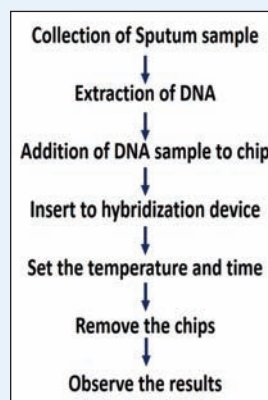 Collection of Sputum sample
Extraction of DNA
Addition of DNA sample to chip
Insert to hybridization device
Set the temperature and time
Remove the chips
Observe the results